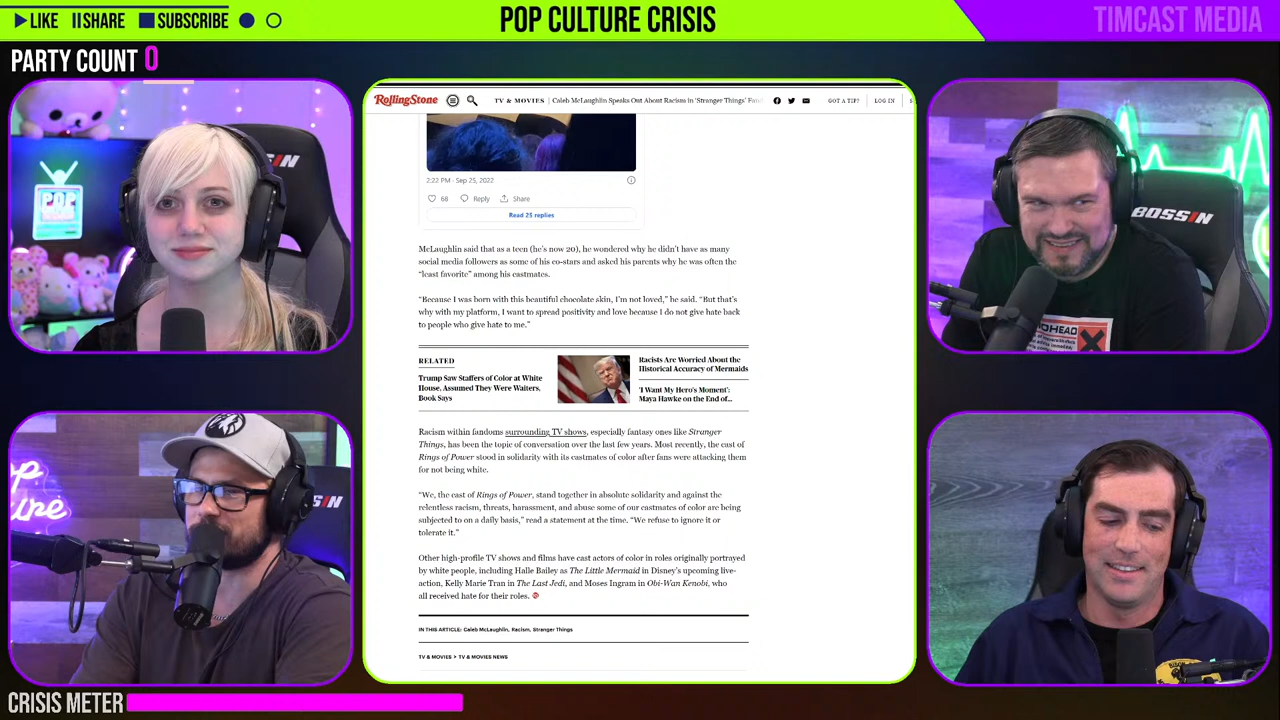 LIKE SHARE SUBSCRIBE
POP CULTURE CRISIS
TIMCAST MEDIA
PARTY COUNT 0
RollingStone
TV & MOVIES
Caleb McLaughlin Speaks Out About Racism in 'Stranger Things'
GOT A TIP?
LOG IN
2:22 PM · Sep 25, 2022
68 Reply Share
Read 25 replies
McLaughlin said that as a teen (he's now 20), he wondered why he didn't have as many
social media followers as some of his co-stars and asked his parents why he was often the
"least favorite" among his castmates.
"Because I was born with this beautiful chocolate skin, I'm not loved," he said. "But that's
why with my platform, I want to spread positivity and love because I do not give hate back
to people who give hate to me."
RELATED
Trump Saw Staffers of Color at White
House, Assumed They Were Waiters,
Book Says
Racists Are Worried About the
Historical Accuracy of Mermaids
'I Want My Hero's Moment':
Maya Hawke on the End of...
Racism within fandoms surrounding TV shows, especially fantasy ones like Stranger
Things, has been the topic of conversation over the last few years. Most recently, the cast of
Rings of Power stood in solidarity with its castmates of color after fans were attacking them
for not being white.
"We, the cast of Rings of Power, stand together in absolute solidarity and against the
relentless racism, threats, harassment, and abuse some of our castmates of color are being
subjected to on a daily basis," read a statement at the time. "We refuse to ignore it or
tolerate it."
Other high-profile TV shows and films have cast actors of color in roles originally portrayed
by white people, including Halle Bailey as The Little Mermaid in Disney's upcoming live-
action, Kelly Marie Tran in The Last Jedi, and Moses Ingram in Obi-Wan Kenobi, who
all received hate for their roles.
IN THIS ARTICLE: Caleb McLaughlin, Racism, Stranger Things
TV & MOVIES > TV & MOVIES NEWS
POP
BOSSIN
CRISIS METER